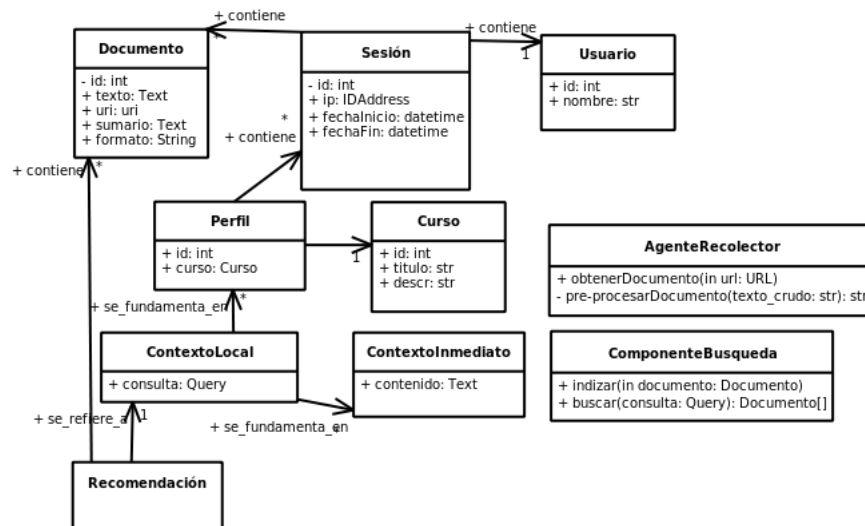 + contiene
*
+ contiene
1
Documento
- id: int
+ texto: Text
+ uri: uri
+ sumario: Text
+ formato: String
Sesión
- id: int
+ ip: IDAddress
+ fechaInicio: datetime
+ fechaFin: datetime
Usuario
+ id: int
+ nombre: str
*
+ contiene
+ contiene
*
Perfil
+ id: int
+ curso: Curso
1
Curso
+ id: int
+ titulo: str
+ descr: str
AgenteRecolector
+ obtenerDocumento(in url: URL)
- pre-procesarDocumento(texto_crudo: str): str
+ se_fundamenta_en
*
ContextoLocal
+ consulta: Query
ContextoInmediato
+ contenido: Text
ComponenteBusqueda
+ indizar(in documento: Documento)
+ buscar(consulta: Query): Documento[]
+ se_refiere_a
1
+ se_fundamenta_en
Recomendación